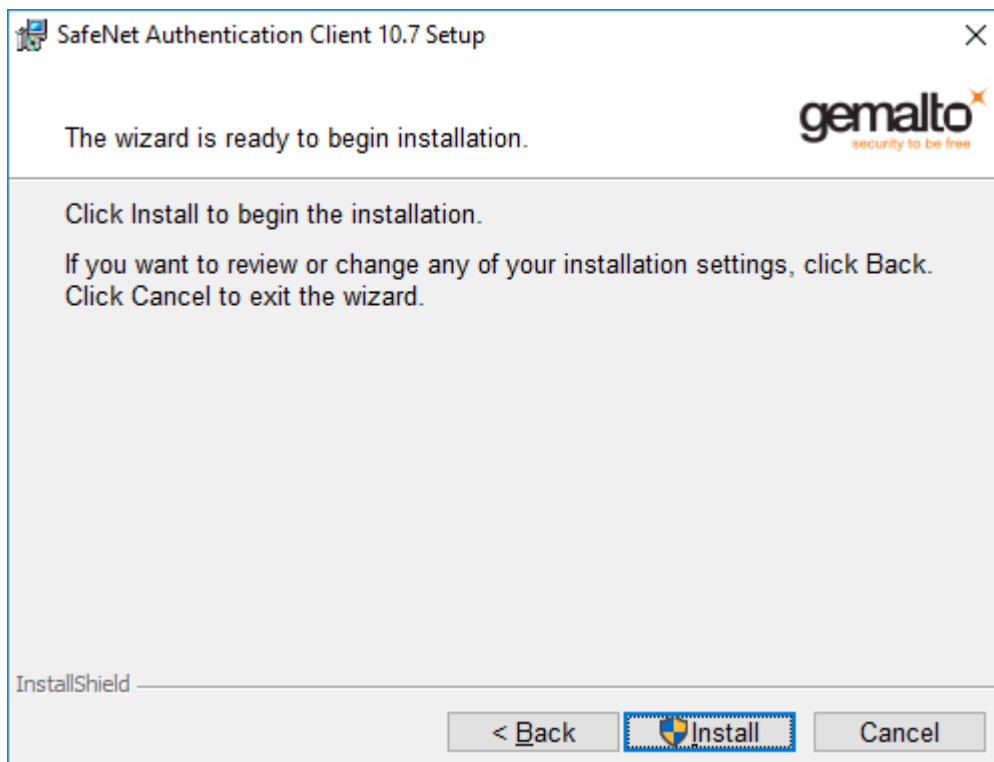 SafeNet Authentication Client 10.7 Setup
gemalto
security to be free
The wizard is ready to begin installation.
Click Install to begin the installation.
If you want to review or change any of your installation settings, click Back.
Click Cancel to exit the wizard.
InstallShield
< Back
Install
Cancel